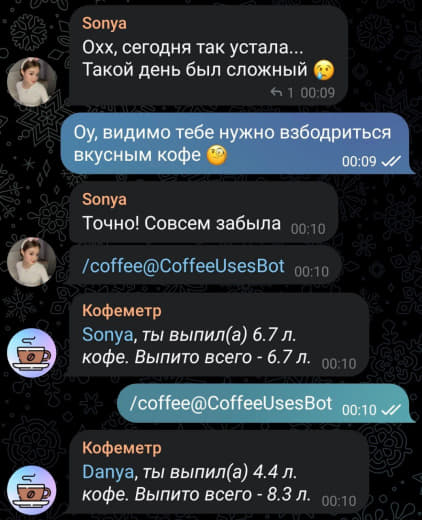 Sonya
Охх, сегодня так устала...
Такой день был сложный 😢
1 00:09
Оу, видимо тебе нужно взбодриться
вкусным кофе 🧐
00:09
Sonya
Точно! Совсем забыла 00:10
/coffee@CoffeeUsesBot 00:10
Кофеметр
Sonya, ты выпил(а) 6.7 л.
кофе. Выпито всего - 6.7 л. 00:10
/coffee@CoffeeUsesBot 00:10
Кофеметр
Danya, ты выпил(а) 4.4 л.
кофе. Выпито всего - 8.3 л. 00:10